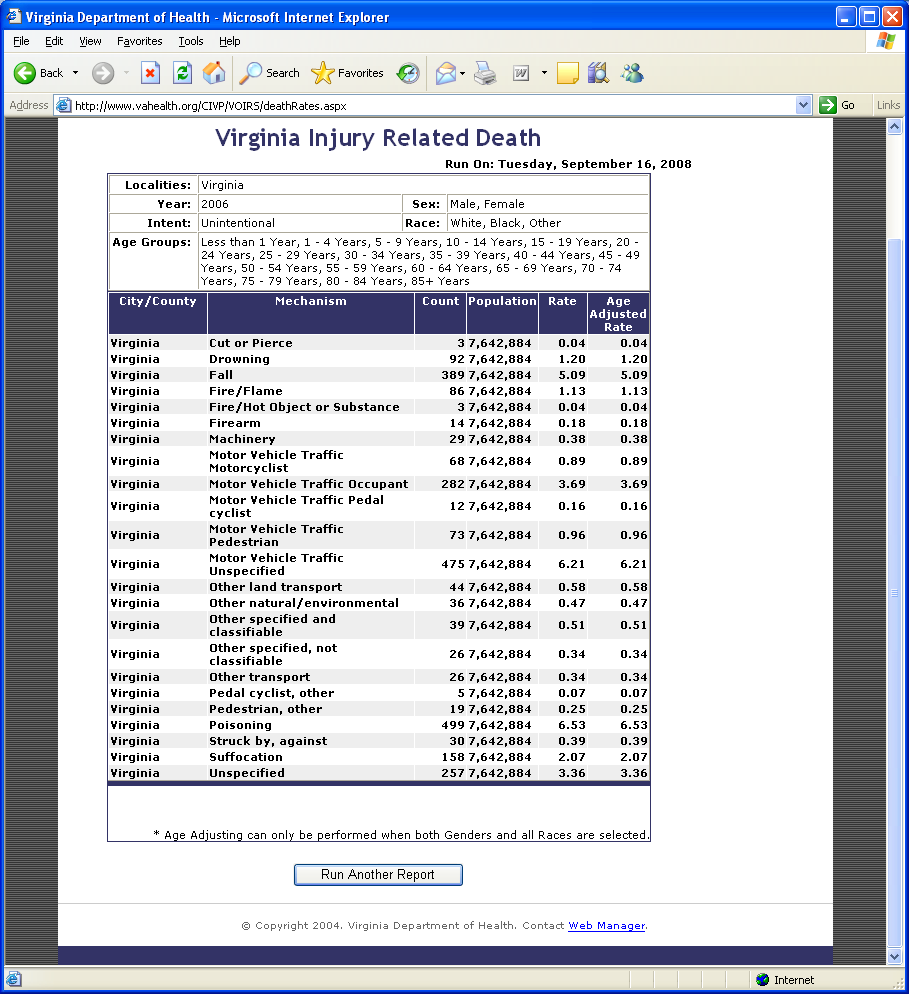 Virginia Department of Health - Microsoft Internet Explorer
File Edit View Favorites Tools Help
Back Search Favorites
Address http://www.vahealth.org/CIVP/VOIRS/deathRates.aspx Go Links
Virginia Injury Related Death
Run On: Tuesday, September 16, 2008
Localities: Virginia
Year: 2006 Sex: Male, Female
Intent: Unintentional Race: White, Black, Other
Age Groups: Less than 1 Year, 1 - 4 Years, 5 - 9 Years, 10 - 14 Years, 15 - 19 Years, 20 -
24 Years, 25 - 29 Years, 30 - 34 Years, 35 - 39 Years, 40 - 44 Years, 45 - 49
Years, 50 - 54 Years, 55 - 59 Years, 60 - 64 Years, 65 - 69 Years, 70 - 74
Years, 75 - 79 Years, 80 - 84 Years, 85+ Years
City/County Mechanism Count Population Rate Age
Adjusted
Rate
Virginia Cut or Pierce 3 7,642,884 0.04 0.04
Virginia Drowning 92 7,642,884 1.20 1.20
Virginia Fall 389 7,642,884 5.09 5.09
Virginia Fire/Flame 86 7,642,884 1.13 1.13
Virginia Fire/Hot Object or Substance 3 7,642,884 0.04 0.04
Virginia Firearm 14 7,642,884 0.18 0.18
Virginia Machinery 29 7,642,884 0.38 0.38
Virginia Motor Vehicle Traffic
Motorcyclist 68 7,642,884 0.89 0.89
Virginia Motor Vehicle Traffic Occupant 282 7,642,884 3.69 3.69
Virginia Motor Vehicle Traffic Pedal
cyclist 12 7,642,884 0.16 0.16
Virginia Motor Vehicle Traffic
Pedestrian 73 7,642,884 0.96 0.96
Virginia Motor Vehicle Traffic
Unspecified 475 7,642,884 6.21 6.21
Virginia Other land transport 44 7,642,884 0.58 0.58
Virginia Other natural/environmental 36 7,642,884 0.47 0.47
Virginia Other specified and
classifiable 39 7,642,884 0.51 0.51
Virginia Other specified, not
classifiable 26 7,642,884 0.34 0.34
Virginia Other transport 26 7,642,884 0.34 0.34
Virginia Pedal cyclist, other 5 7,642,884 0.07 0.07
Virginia Pedestrian, other 19 7,642,884 0.25 0.25
Virginia Poisoning 499 7,642,884 6.53 6.53
Virginia Struck by, against 30 7,642,884 0.39 0.39
Virginia Suffocation 158 7,642,884 2.07 2.07
Virginia Unspecified 257 7,642,884 3.36 3.36
* Age Adjusting can only be performed when both Genders and all Races are selected.
Run Another Report
© Copyright 2004. Virginia Department of Health. Contact Web Manager.
Internet